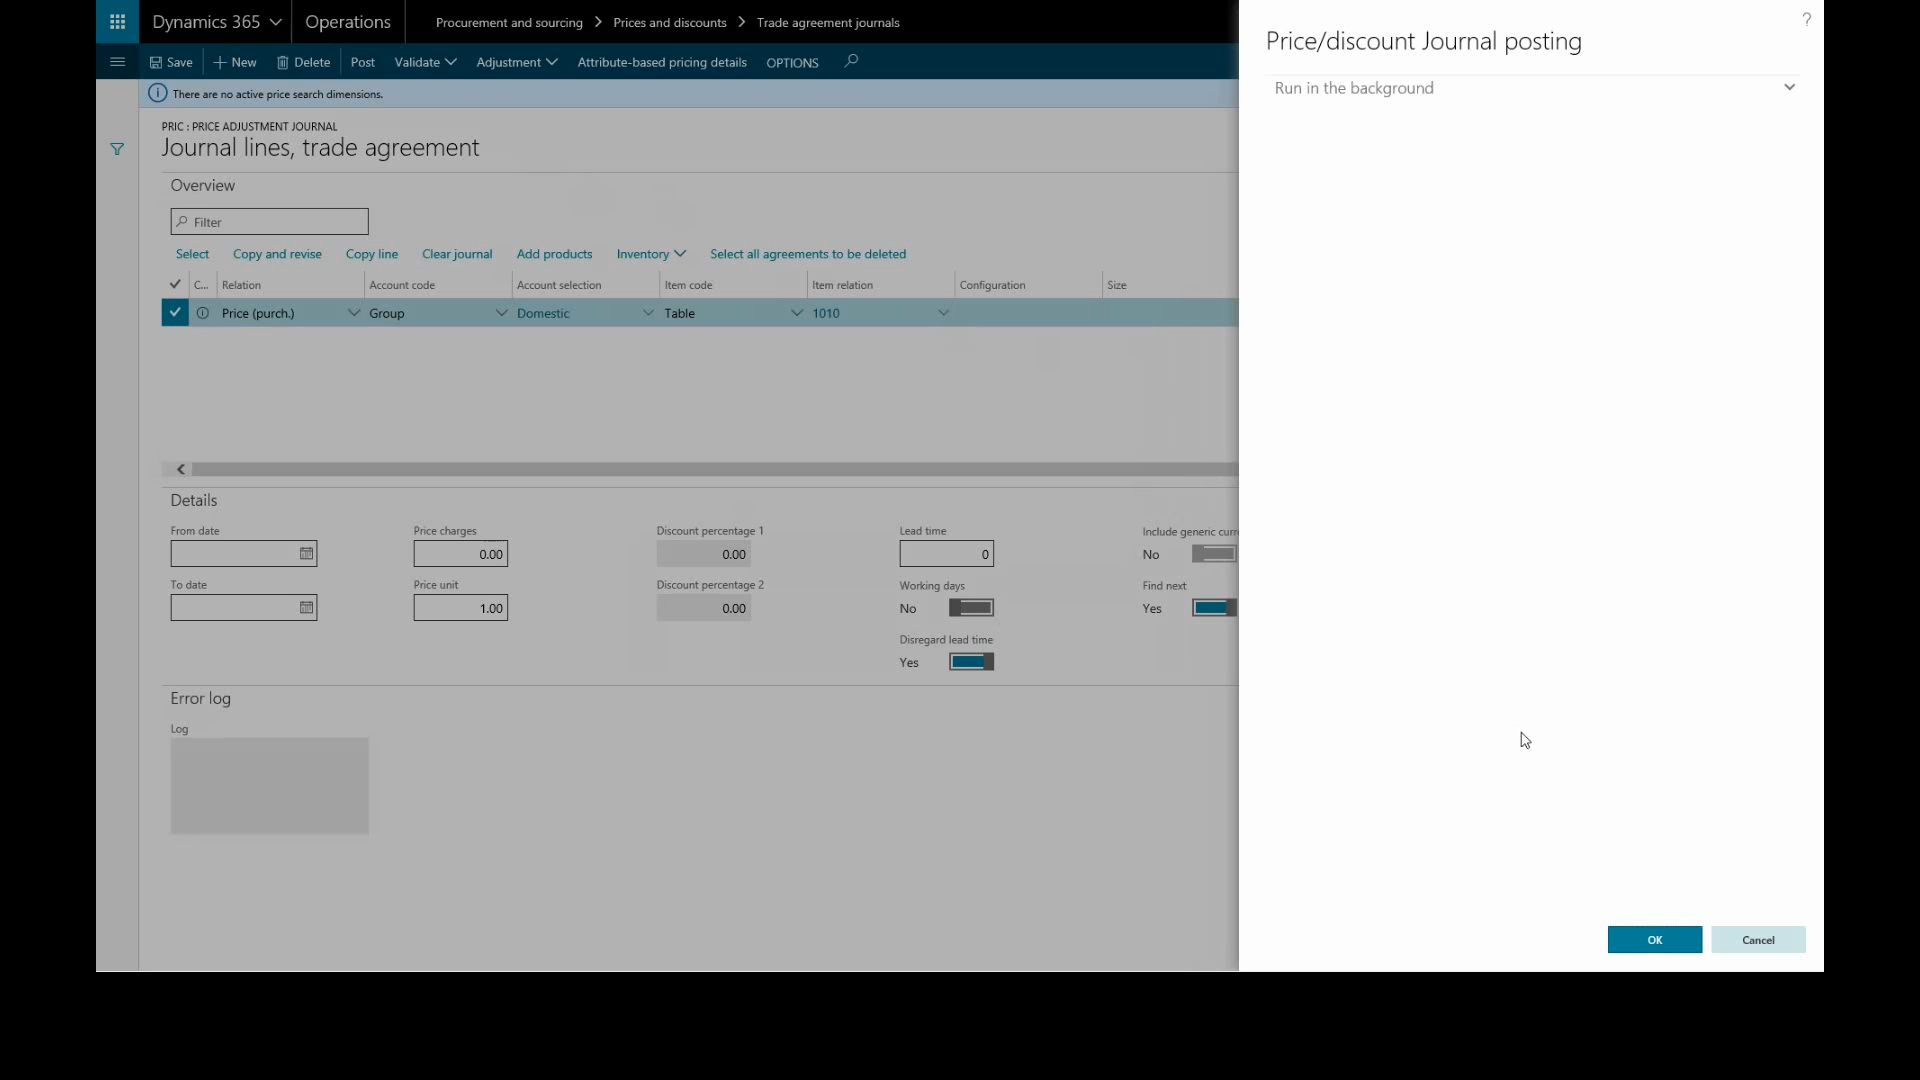 Dynamics 365 Operations Procurement and sourcing > Prices and discounts > Trade agreement journals
Save New Delete Post Validate Adjustment Attribute-based pricing details OPTIONS
There are no active price search dimensions.
PRIC : PRICE ADJUSTMENT JOURNAL
Journal lines, trade agreement
Overview
Filter
Select Copy and revise Copy line Clear journal Add products Inventory Select all agreements to be deleted
C... Relation Account code Account selection Item code Item relation Configuration Size
Price (purch.) Group Domestic Table 1010
Details
From date Price charges Discount percentage 1 Lead time Include generic curre
0.00 0.00 0 No
To date Price unit Discount percentage 2 Working days Find next
1.00 0.00 No Yes
Disregard lead time
Yes
Error log
Log
?
Price/discount Journal posting
Run in the background
OK Cancel